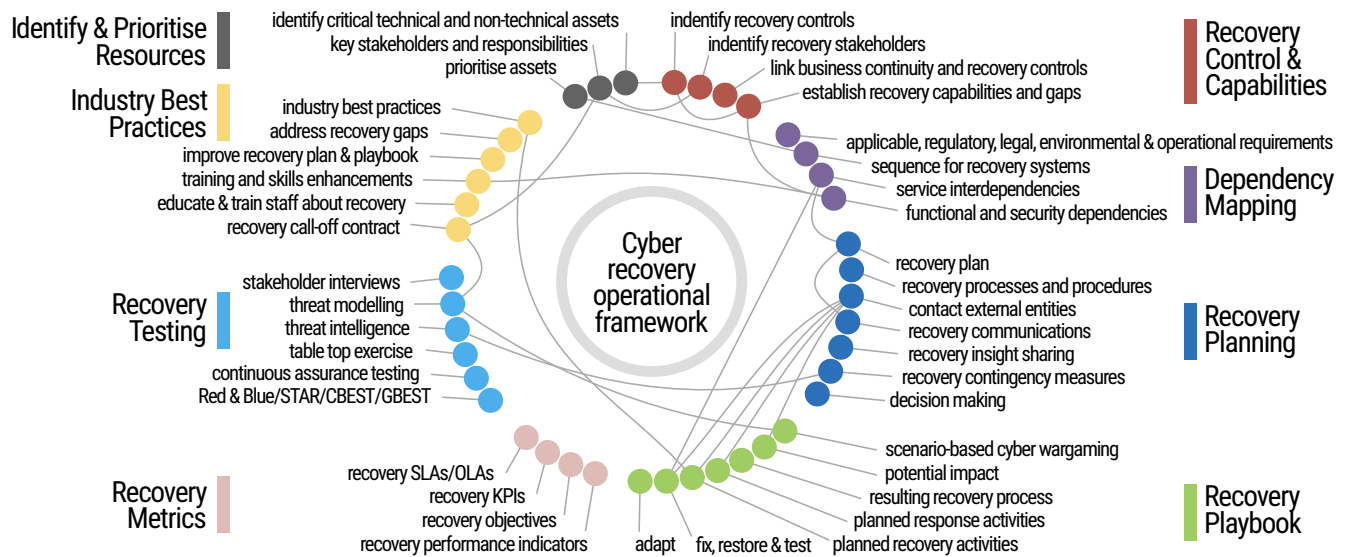 Identify & Prioritise
Resources
identify critical technical and non-technical assets
key stakeholders and responsibilities
prioritise assets
Industry Best
Practices
industry best practices
address recovery gaps
improve recovery plan & playbook
training and skills enhancements
educate & train staff about recovery
recovery call-off contract
Recovery
Testing
stakeholder interviews
threat modelling
threat intelligence
table top exercise
continuous assurance testing
Red & Blue/STAR/CBEST/GBEST
Recovery
Metrics
recovery SLAs/OLAs
recovery KPIs
recovery objectives
recovery performance indicators
Cyber
recovery
operational
framework
indentify recovery controls
indentify recovery stakeholders
link business continuity and recovery controls
establish recovery capabilities and gaps
Recovery
Control &
Capabilities
applicable, regulatory, legal, environmental & operational requirements
sequence for recovery systems
service interdependencies
functional and security dependencies
Dependency
Mapping
recovery plan
recovery processes and procedures
contact external entities
recovery communications
recovery insight sharing
recovery contingency measures
decision making
Recovery
Planning
scenario-based cyber wargaming
potential impact
resulting recovery process
planned response activities
planned recovery activities
fix, restore & test
adapt
Recovery
Playbook